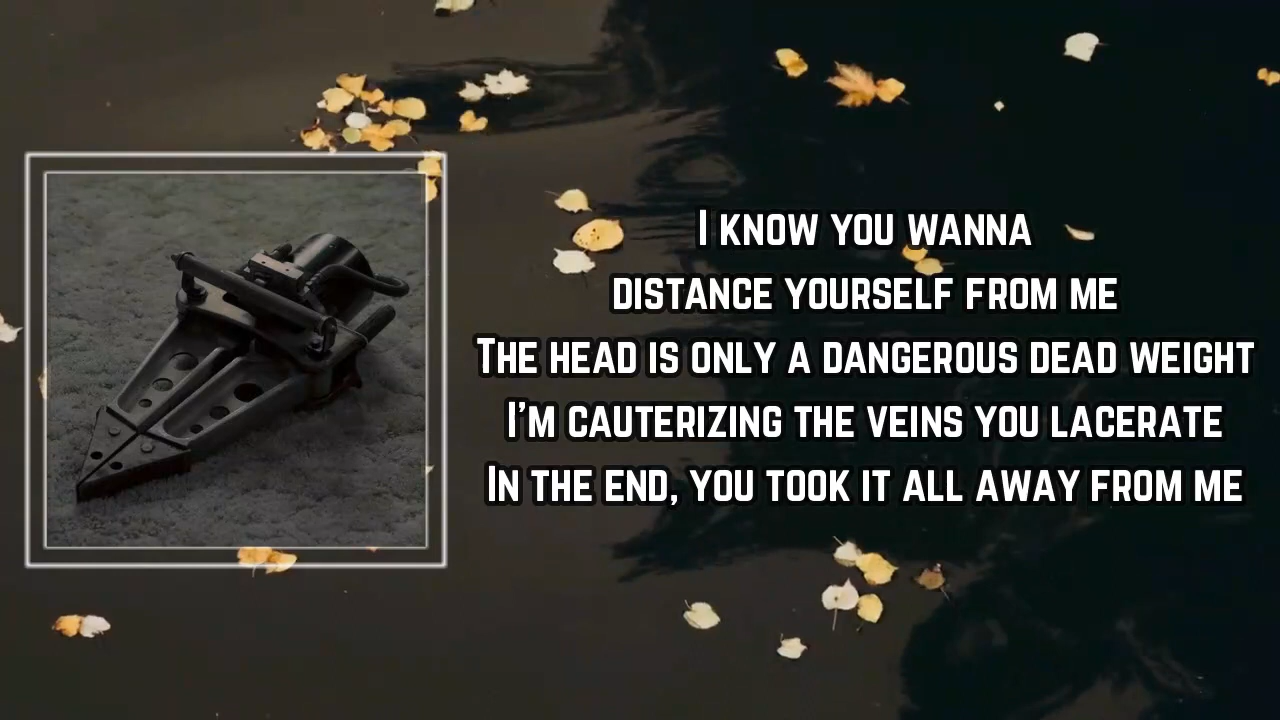 I KNOW YOU WANNA
DISTANCE YOURSELF FROM ME
THE HEAD IS ONLY A DANGEROUS DEAD WEIGHT
I'M CAUTERIZING THE VEINS YOU LACERATE
IN THE END, YOU TOOK IT ALL AWAY FROM ME